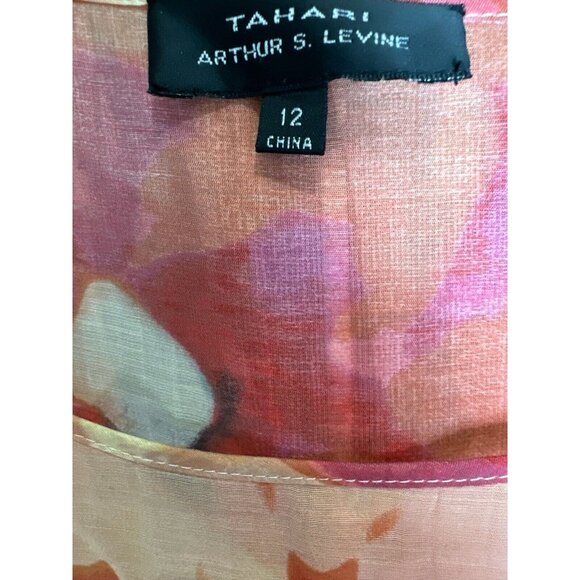 TAHARI
ARTHUR S. LEVINE
12
CHINA